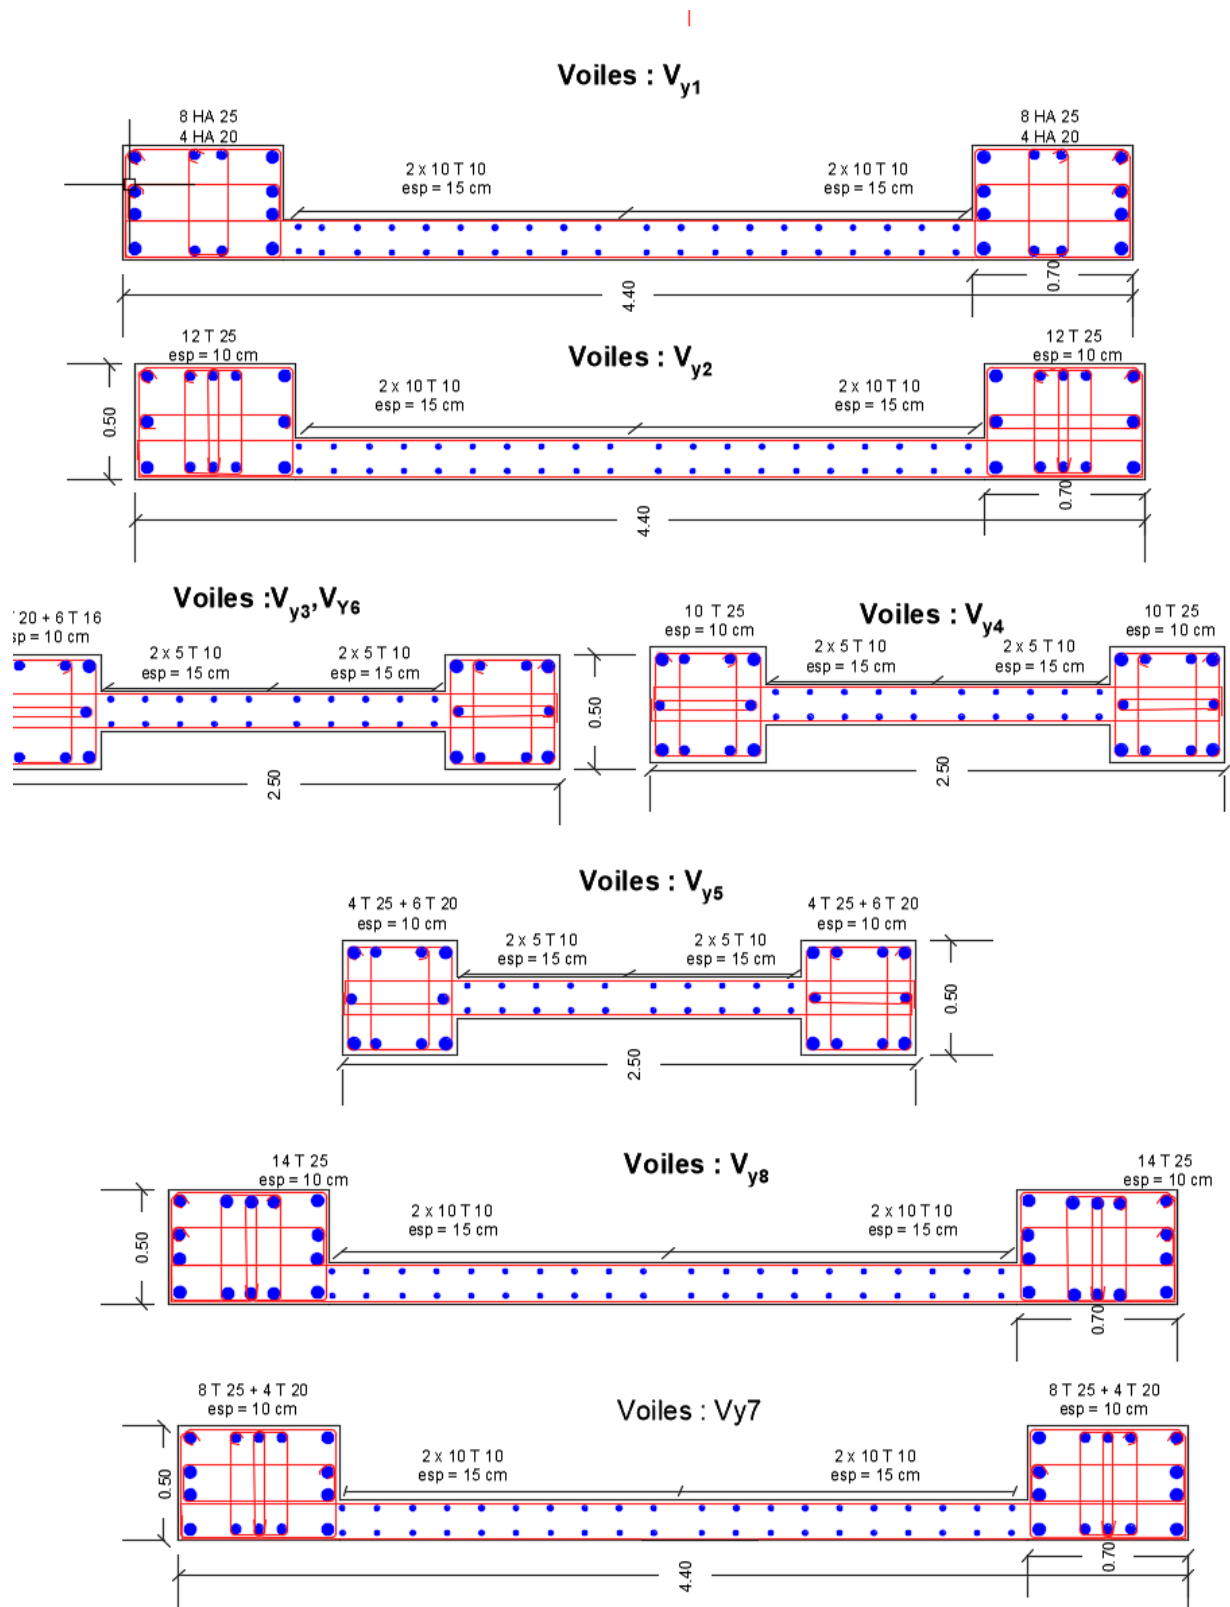 Voiles : Vy1
8 HA 25
4 HA 20
8 HA 25
4 HA 20
2 x 10 T 10
esp = 15 cm
2 x 10 T 10
esp = 15 cm
0.70
4.40
Voiles : Vy2
12 T 25
esp = 10 cm
12 T 25
esp = 10 cm
2 x 10 T 10
esp = 15 cm
2 x 10 T 10
esp = 15 cm
0.50
0.70
4.40
Voiles :Vy3,VY6
20 + 6 T 16
sp = 10 cm
2 x 5 T 10
esp = 15 cm
2 x 5 T 10
esp = 15 cm
0.50
2.50
Voiles : Vy4
10 T 25
esp = 10 cm
10 T 25
esp = 10 cm
2 x 5 T 10
esp = 15 cm
2 x 5 T 10
esp = 15 cm
2.50
Voiles : Vy5
4 T 25 + 6 T 20
esp = 10 cm
4 T 25 + 6 T 20
esp = 10 cm
2 x 5 T 10
esp = 15 cm
2 x 5 T 10
esp = 15 cm
0.50
2.50
Voiles : Vy8
14 T 25
esp = 10 cm
14 T 25
esp = 10 cm
2 x 10 T 10
esp = 15 cm
2 x 10 T 10
esp = 15 cm
0.50
0.70
Voiles : Vy7
8 T 25 + 4 T 20
esp = 10 cm
8 T 25 + 4 T 20
esp = 10 cm
2 x 10 T 10
esp = 15 cm
2 x 10 T 10
esp = 15 cm
0.50
0.70
4.40